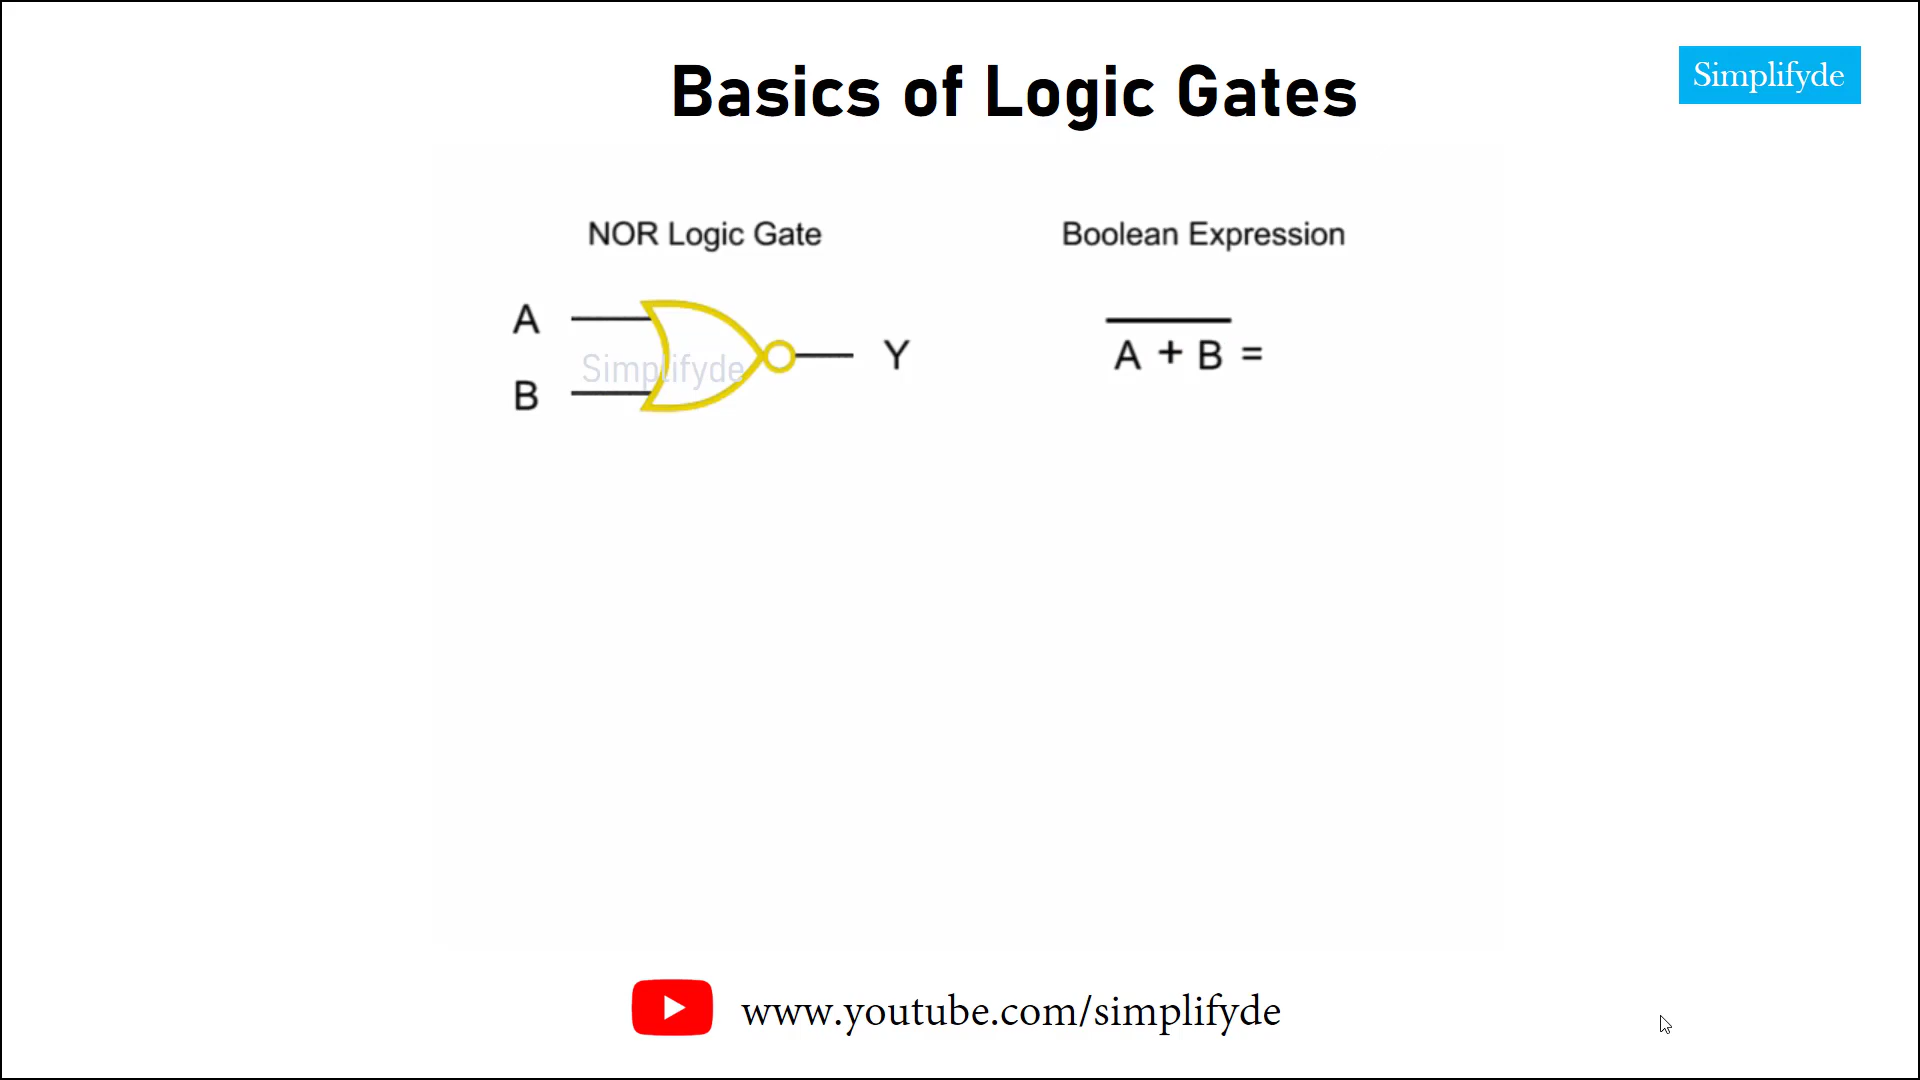 Basics of Logic Gates
Simplifyde
NOR Logic Gate
Boolean Expression
A
B
Simplifyde
Y
A + B =
www.youtube.com/simplifyde